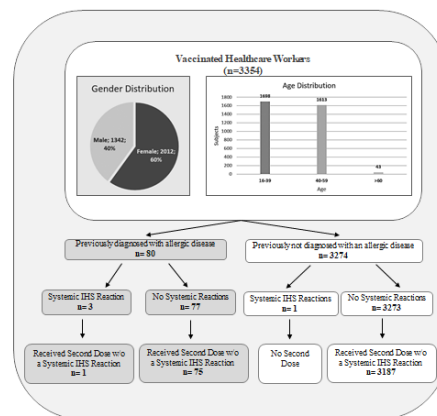 Vaccinated Healthcare Workers
(n=3354)
Gender Distribution
Male; 1942;
40%
Female; 2012;
60%
Age Distribution
Subjects
1800
1600
1400
1200
1000
800
600
400
200
0
1698
1613
43
16-39
40-59
>60
Age
Previously diagnosed with allergic disease
n= 80
Previously not diagnosed with an allergic disease
n= 3274
Systemic IHS Reaction
n= 3
No Systemic Reactions
n= 77
Systemic IHS Reactions
n= 1
No Systemic Reactions
n= 3273
Received Second Dose w/o
a Systemic IHS Reaction
n= 1
Received Second Dose w/o
a Systemic IHS Reaction
n= 75
No Second
Dose
Received Second Dose w/o
a Systemic IHS Reaction
n= 3187